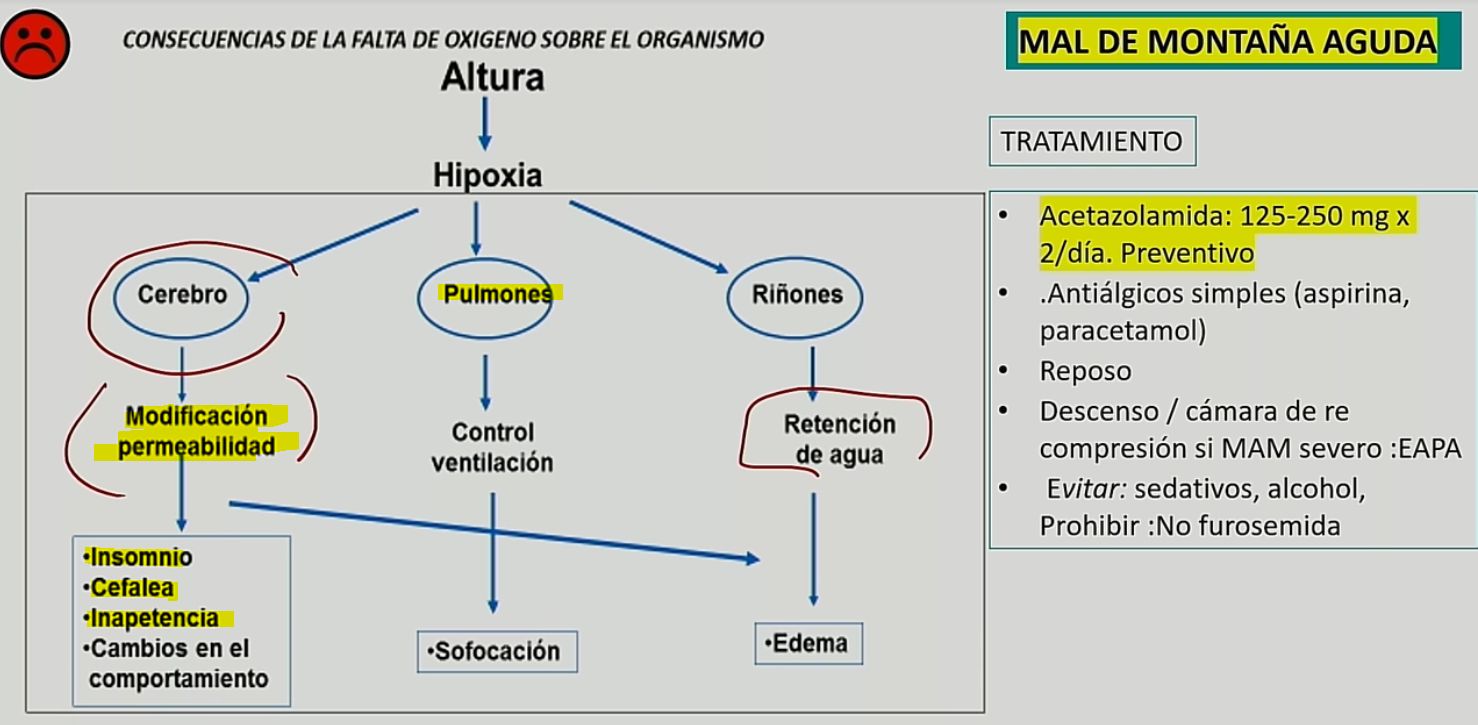 CONSECUENCIAS DE LA FALTA DE OXIGENO SOBRE EL ORGANISMO
Altura
Hipoxia
Cerebro
Pulmones
Riñones
Modificación
permeabilidad
Control
ventilación
Retención
de agua
•Insomnio
•Cefalea
•Inapetencia
•Cambios en el
comportamiento
•Sofocación
•Edema
MAL DE MONTAÑA AGUDA
TRATAMIENTO
• Acetazolamida: 125-250 mg x
2/día. Preventivo
• .Antiálgicos simples (aspirina,
paracetamol)
• Reposo
• Descenso / cámara de re
compresión si MAM severo :EAPA
• Evitar: sedativos, alcohol,
Prohibir :No furosemida